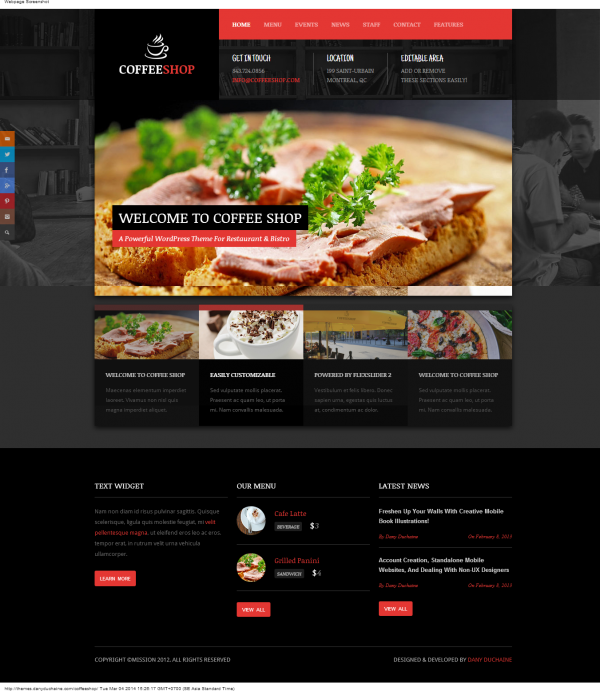 Webpage Screenshot
HOME MENU EVENTS NEWS STAFF CONTACT FEATURES
COFFEESHOP
GET IN TOUCH
843.724.0836
INFO@COFFEESHOP.COM
LOCATION
199 SAINT-URBAIN
MONTREAL, QC
EDITABLE AREA
ADD OR REMOVE
THESE SECTIONS EASILY!
WELCOME TO COFFEE SHOP
A Powerful WordPress Theme For Restaurant & Bistro
WELCOME TO COFFEE SHOP
Maecenas elementum imperdiet
laoreet. Vivamus non nisl quis
magna imperdiet aliquet.
EASILY CUSTOMIZABLE
Sed vulputate mollis placerat.
Praesent ac quam leo, ut porta
mi. Nam convallis malesuada.
POWERED BY FLEXSLIDER 2
Vestibulum et felis libero. Donec
sapien urna, egestas quis luctus
et, condimentum ac dolor.
WELCOME TO COFFEE SHOP
Sed vulputate mollis placerat.
Praesent ac quam leo, ut porta
mi. Nam convallis malesuada.
TEXT WIDGET
Nam non diam id risus pulvinar sagittis. Quisque
scelerisque, ligula quis molestie feugiat, mi velit
pellentesque magna, ut eleifend eros leo ac eros.
tempor erat, in rutrum velit urna vehicula
ullamcorper.
LEARN MORE
OUR MENU
Cafe Latte
BEVERAGE $3
Grilled Panini
SANDWICH $4
VIEW ALL
LATEST NEWS
Freshen Up Your Walls With Creative Mobile
Book Illustrations!
By Dany Duchaine On February 8, 2013
Account Creation, Standalone Mobile
Websites, And Dealing With Non-UX Designers
By Dany Duchaine On February 8, 2013
VIEW ALL
COPYRIGHT ©MISSION 2012. ALL RIGHTS RESERVED
DESIGNED & DEVELOPED BY DANY DUCHAINE
http://themes.danyduchaine.com/coffeeshop/ Tue Mar 04 2014 15:26:17 GMT+0700 (SE Asia Standard Time)